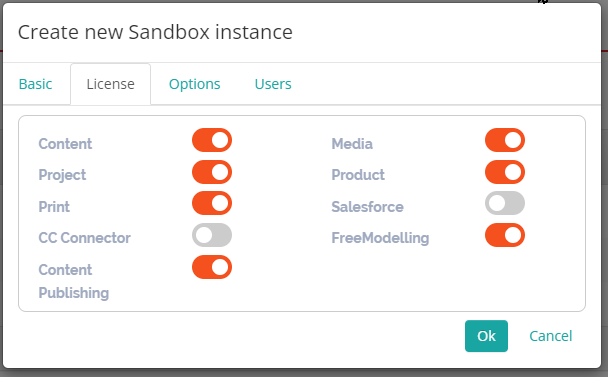 Create new Sandbox instance
Basic License Options Users
Content Media
Project Product
Print Salesforce
CC Connector FreeModelling
Content
Publishing
Ok Cancel